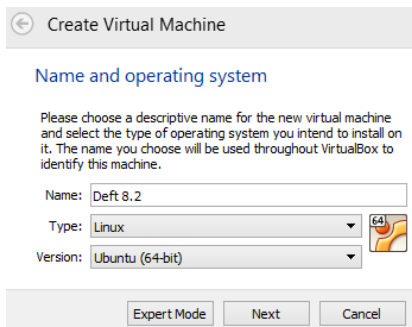 Create Virtual Machine
Name and operating system
Please choose a descriptive name for the new virtual machine
and select the type of operating system you intend to install on
it. The name you choose will be used throughout VirtualBox to
identify this machine.
Name: Deft 8.2
Type: Linux
64
Version: Ubuntu (64-bit)
Expert Mode Next Cancel